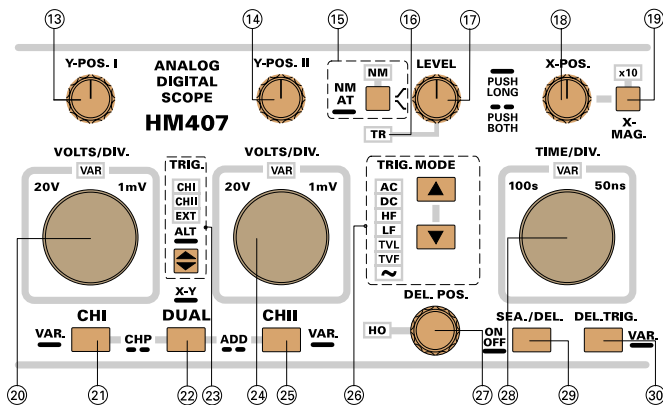 13 14 15 16 17 18 19
Y-POS. I
ANALOG
DIGITAL
SCOPE
HM407
Y-POS. II
NM
AT
NM
LEVEL
TR
PUSH
LONG
PUSH
BOTH
X-POS.
x10
X-
MAG.
VOLTS/DIV.
VAR
20V 1mV
TRIG.
CHI
CHII
EXT
ALT
X-Y
VOLTS/DIV.
VAR
20V 1mV
TRIG. MODE
AC
DC
HF
LF
TVL
TVF
~
TIME/DIV.
VAR
100s 50ns
DEL. POS.
HO
CHI
VAR.
CHP
DUAL
ADD
CHII
VAR.
ON
OFF
SEA./DEL.
DEL.TRIG.
VAR.
20 21 22 23 24 25 26 27 28 29 30